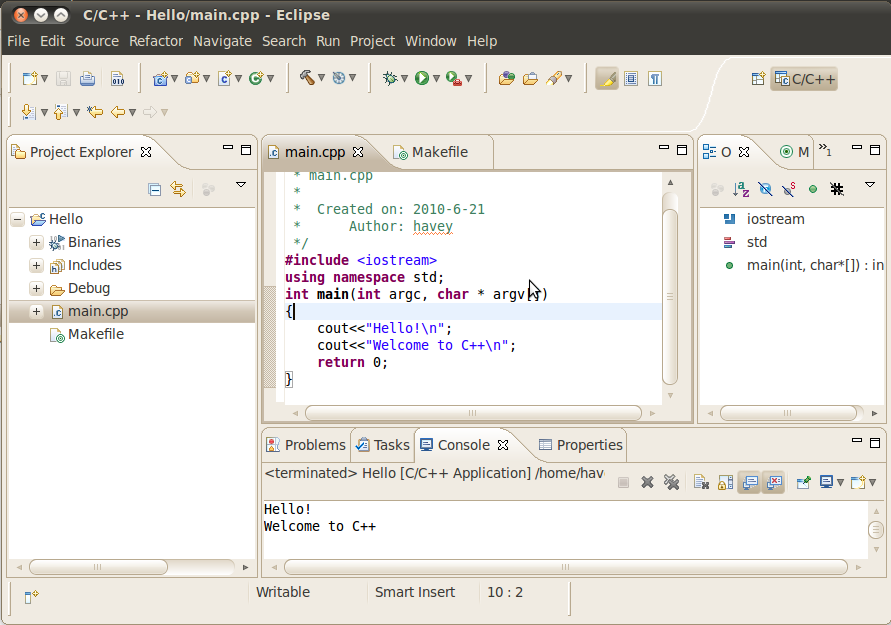 C/C++ - Hello/main.cpp - Eclipse
File Edit Source Refactor Navigate Search Run Project Window Help
C/C++
Project Explorer
Hello
Binaries
Includes
Debug
main.cpp
Makefile
main.cpp Makefile
* main.cpp
*
* Created on: 2010-6-21
* Author: havey
*/
#include <iostream>
using namespace std;
int main(int argc, char * argv[])
{
cout<<"Hello!\n";
cout<<"Welcome to C++\n";
return 0;
}
O M »1
iostream
std
main(int, char*[]) : in
Problems Tasks Console Properties
<terminated> Hello [C/C++ Application] /home/have
Hello!
Welcome to C++
Writable Smart Insert 10 : 2